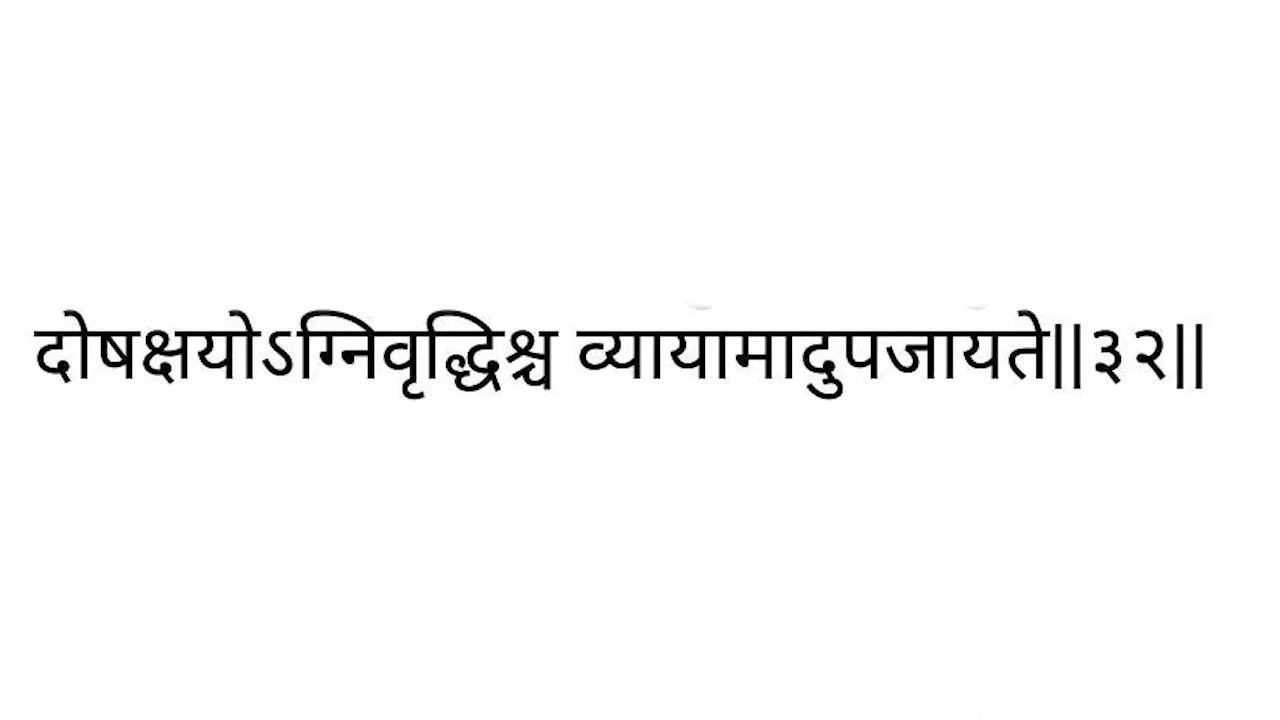 दोषक्षयोऽग्निवृद्धिश्च व्यायामादुपजायते||३२||